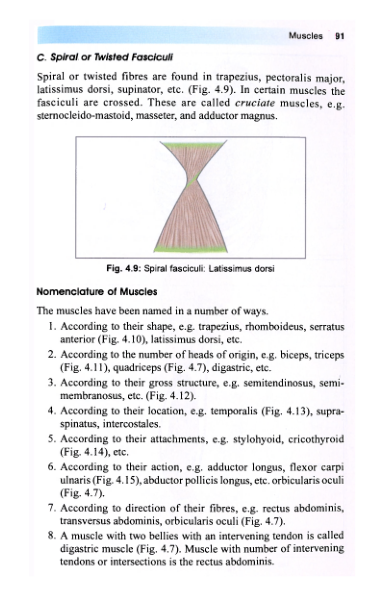 Muscles 91
C. Spiral or Twisted Fasciculi
Spiral or twisted fibres are found in trapezius, pectoralis major,
latissimus dorsi, supinator, etc. (Fig. 4.9). In certain muscles the
fasciculi are crossed. These are called cruciate muscles, e.g.
sternocleido-mastoid, masseter, and adductor magnus.
Fig. 4.9: Spiral fasciculi: Latissimus dorsi
Nomenclature of Muscles
The muscles have been named in a number of ways.
1. According to their shape, e.g. trapezius, rhomboideus, serratus
anterior (Fig. 4.10), latissimus dorsi, etc.
2. According to the number of heads of origin, e.g. biceps, triceps
(Fig. 4.11), quadriceps (Fig. 4.7), digastric, etc.
3. According to their gross structure, e.g. semitendinosus, semi-
membranosus, etc. (Fig. 4.12).
4. According to their location, e.g. temporalis (Fig. 4.13), supra-
spinatus, intercostales.
5. According to their attachments, e.g. stylohyoid, cricothyroid
(Fig. 4.14), etc.
6. According to their action, e.g. adductor longus, flexor carpi
ulnaris (Fig. 4.15), abductor pollicis longus, etc. orbicularis oculi
(Fig. 4.7).
7. According to direction of their fibres, e.g. rectus abdominis,
transversus abdominis, orbicularis oculi (Fig. 4.7).
8. A muscle with two bellies with an intervening tendon is called
digastric muscle (Fig. 4.7). Muscle with number of intervening
tendons or intersections is the rectus abdominis.